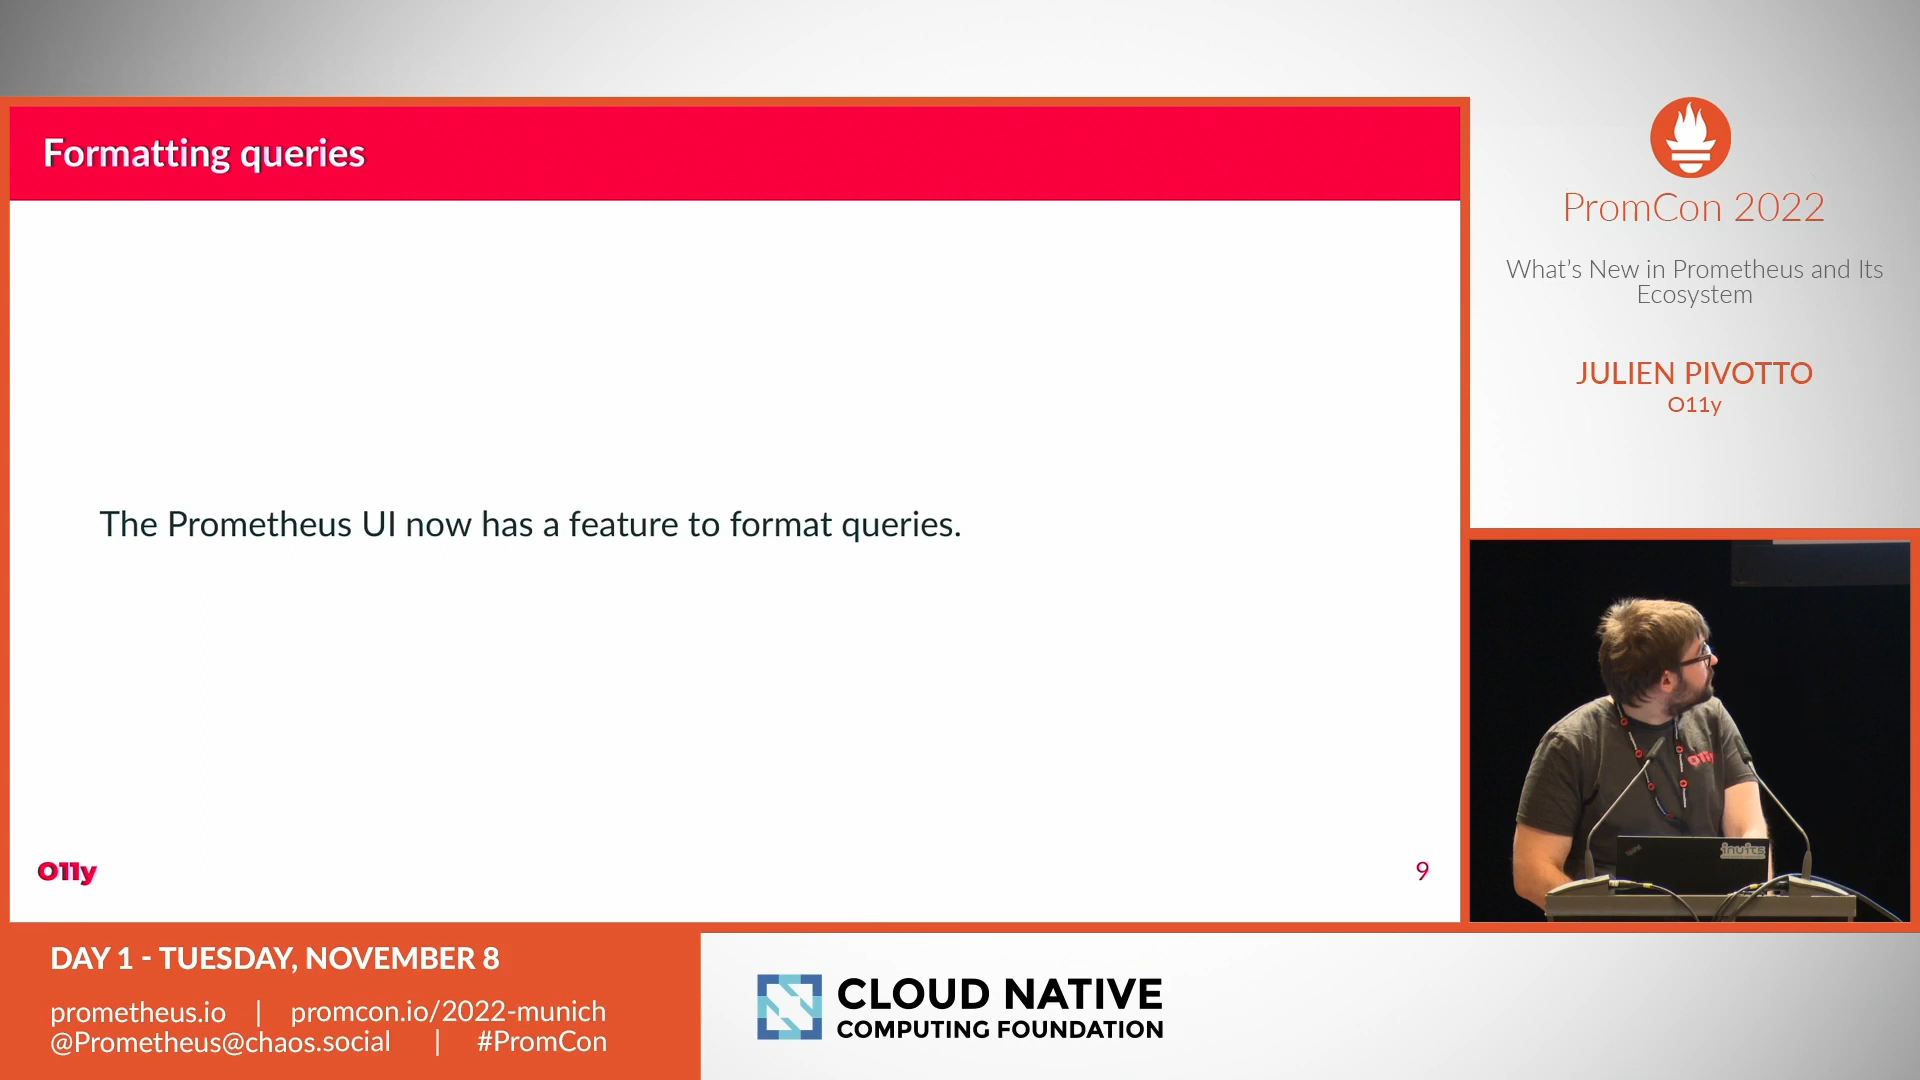 Formatting queries
The Prometheus UI now has a feature to format queries.
O11y
9
PromCon 2022
What's New in Prometheus and Its
Ecosystem
JULIEN PIVOTTO
O11y
O11y
inuits
DAY 1 - TUESDAY, NOVEMBER 8
prometheus.io | promcon.io/2022-munich
@Prometheus@chaos.social | #PromCon
CLOUD NATIVE
COMPUTING FOUNDATION